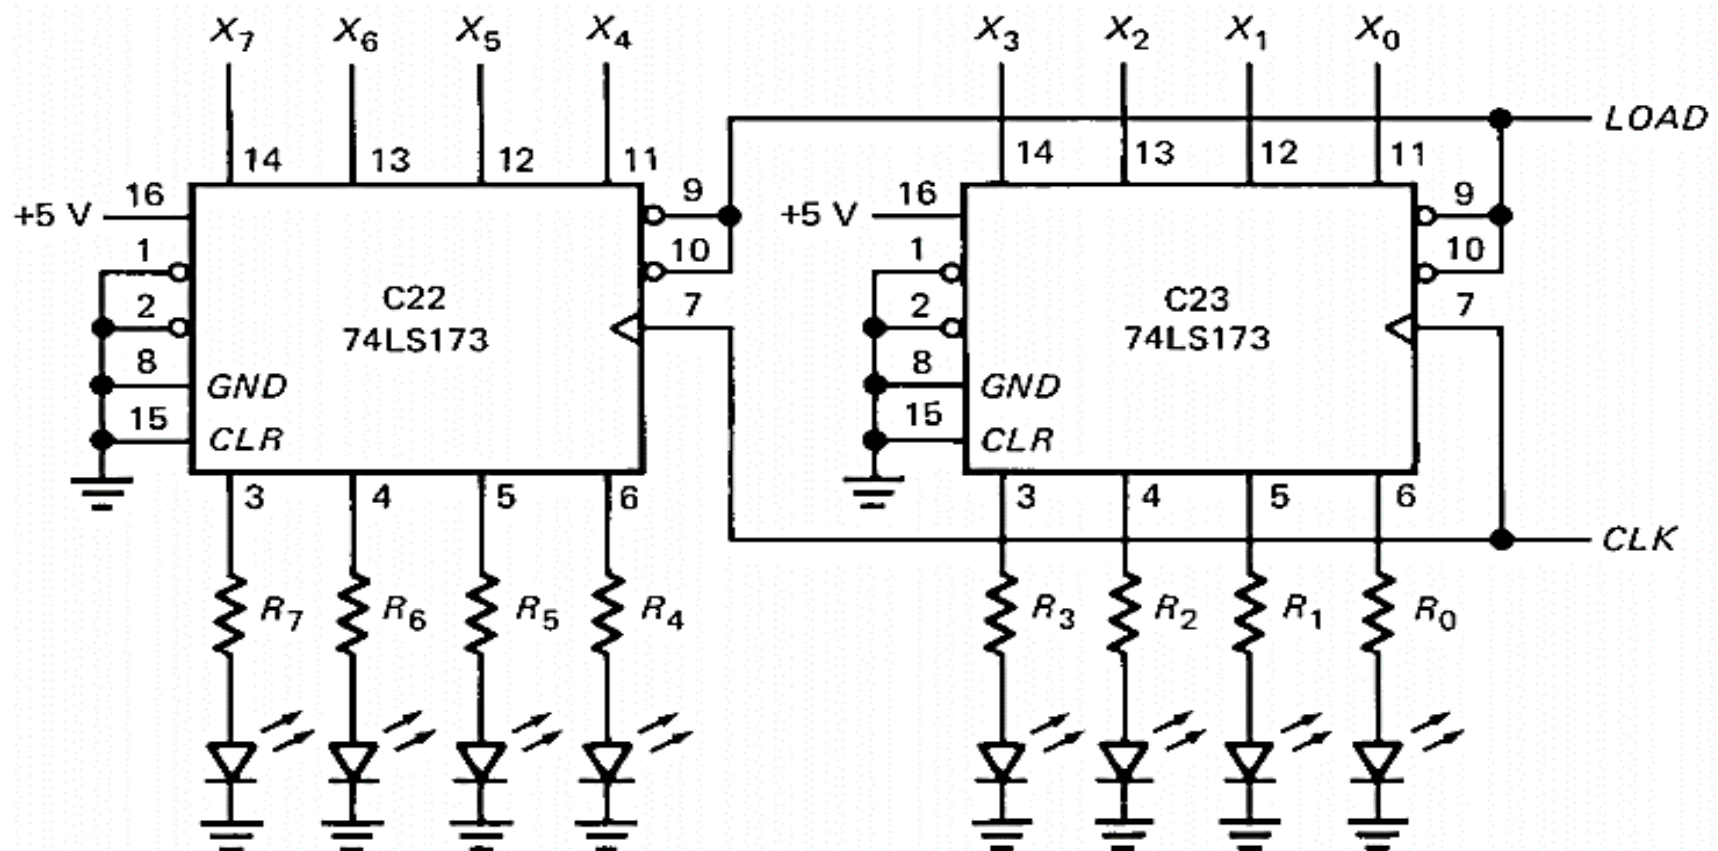 X7 X6 X5 X4 X3 X2 X1 X0
LOAD
14 13 12 11 14 13 12 11
16 9 16 9
+5 V +5 V
1 10 1 10
2 C22 7 2 C23 7
74LS173 74LS173
8 GND 8 GND
15 CLR 15 CLR
3 4 5 6 3 4 5 6
CLK
R7 R6 R5 R4 R3 R2 R1 R0